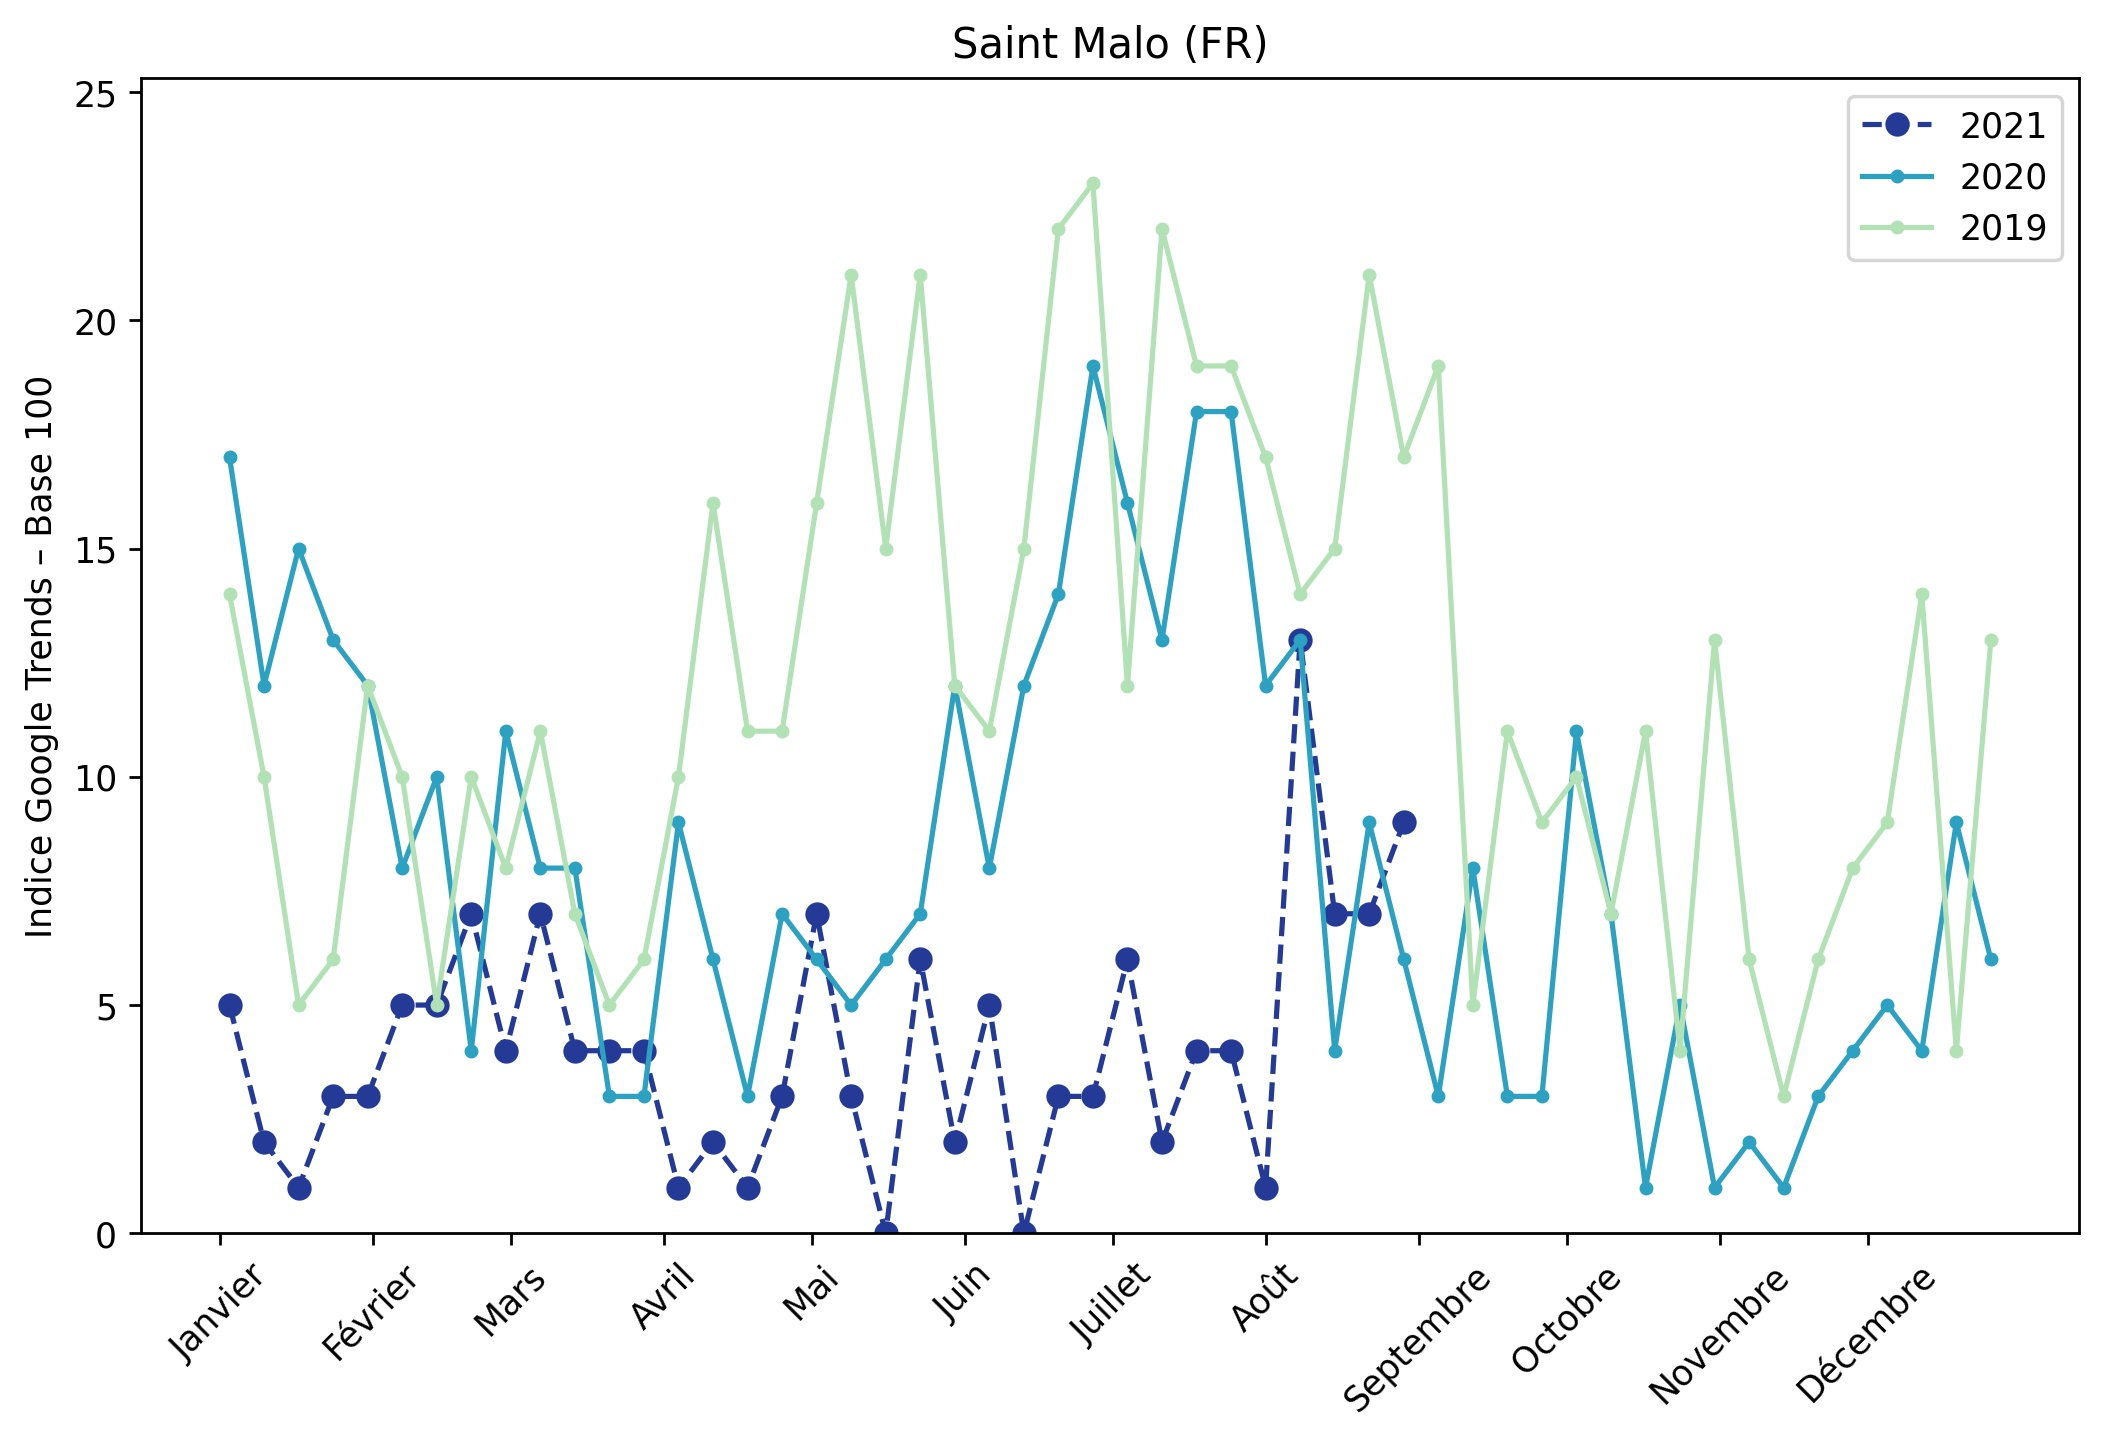 Saint Malo (FR)
Indice Google Trends – Base 100
25
20
15
10
5
0
2021
2020
2019
Janvier
Février
Mars
Avril
Mai
Juin
Juillet
Août
Septembre
Octobre
Novembre
Décembre